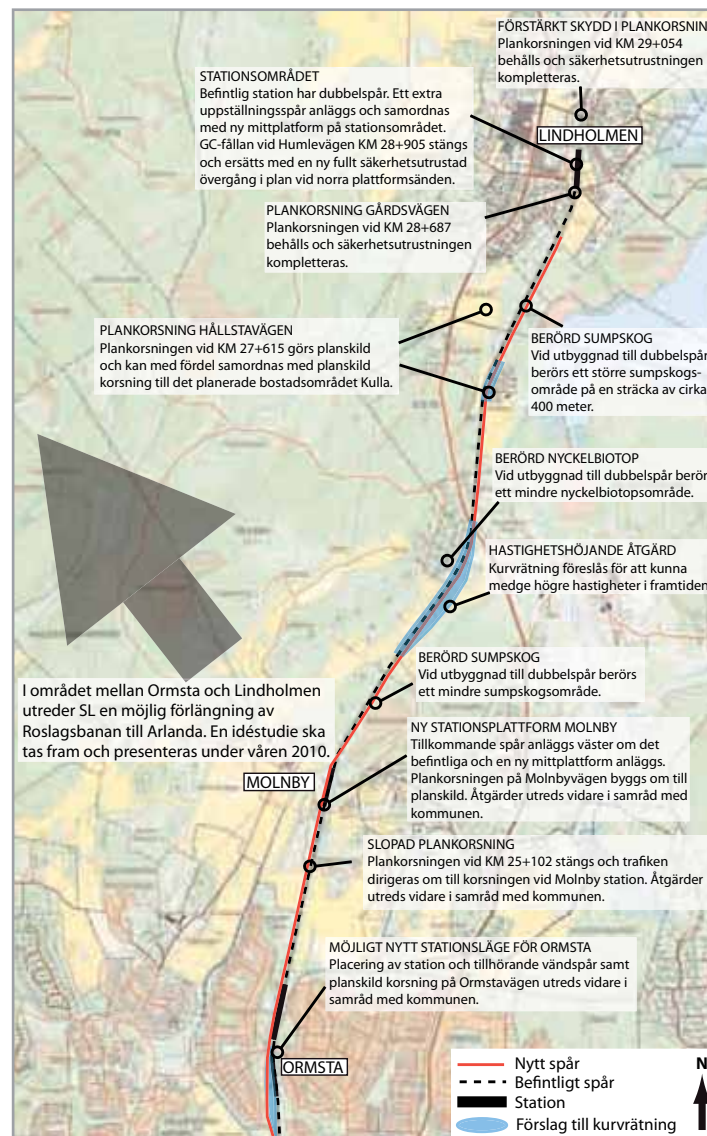 FÖRSTÄRKT SKYDD I PLANKORSNIN
Plankorsningen vid KM 29+054
behålls och säkerhetsutrustningen
kompletteras.
STATIONSOMRÅDET
Befintlig station har dubbelspår. Ett extra
uppställningsspår anläggs och samordnas
med ny mittplatform på stationsområdet.
GC-fållan vid Humlevägen KM 28+905 stängs
och ersätts med en ny fullt säkerhetsutrustad
övergång i plan vid norra plattformsänden.
LINDHOLMEN
PLANKORSNING GÅRDSVÄGEN
Plankorsningen vid KM 28+687
behålls och säkerhetsutrustningen
kompletteras.
PLANKORSNING HÅLLSTAVÄGEN
Plankorsningen vid KM 27+615 görs planskild
och kan med fördel samordnas med planskild
korsning till det planerade bostadsområdet Kulla.
BERÖRD SUMPSKOG
Vid utbyggnad till dubbelspår
berörs ett större sumpskogs-
område på en sträcka av cirka
400 meter.
BERÖRD NYCKELBIOTOP
Vid utbyggnad till dubbelspår berör
ett mindre nyckelbiotopsområde.
HASTIGHETSHÖJANDE ÅTGÄRD
Kurvrätning föreslås för att kunna
medge högre hastigheter i framtiden
BERÖRD SUMPSKOG
Vid utbyggnad till dubbelspår berörs
ett mindre sumpskogsområde.
I området mellan Ormsta och Lindholmen
utreder SL en möjlig förlängning av
Roslagsbanan till Arlanda. En idéstudie ska
tas fram och presenteras under våren 2010.
NY STATIONSPLATTFORM MOLNBY
Tillkommande spår anläggs väster om det
befintliga och en ny mittplattform anläggs.
Plankorsningen på Molnbyvägen byggs om till
planskild. Åtgärder utreds vidare i samråd med
kommunen.
MOLNBY
SLOPAD PLANKORSNING
Plankorsningen vid KM 25+102 stängs och trafiken
dirigeras om till korsningen vid Molnby station. Åtgärder
utreds vidare i samråd med kommunen.
MÖJLIGT NYTT STATIONSLÄGE FÖR ORMSTA
Placering av station och tillhörande vändspår samt
planskild korsning på Ormstavägen utreds vidare i
samråd med kommunen.
ORMSTA
Nytt spår
Befintligt spår
Station
Förslag till kurvrätning
N